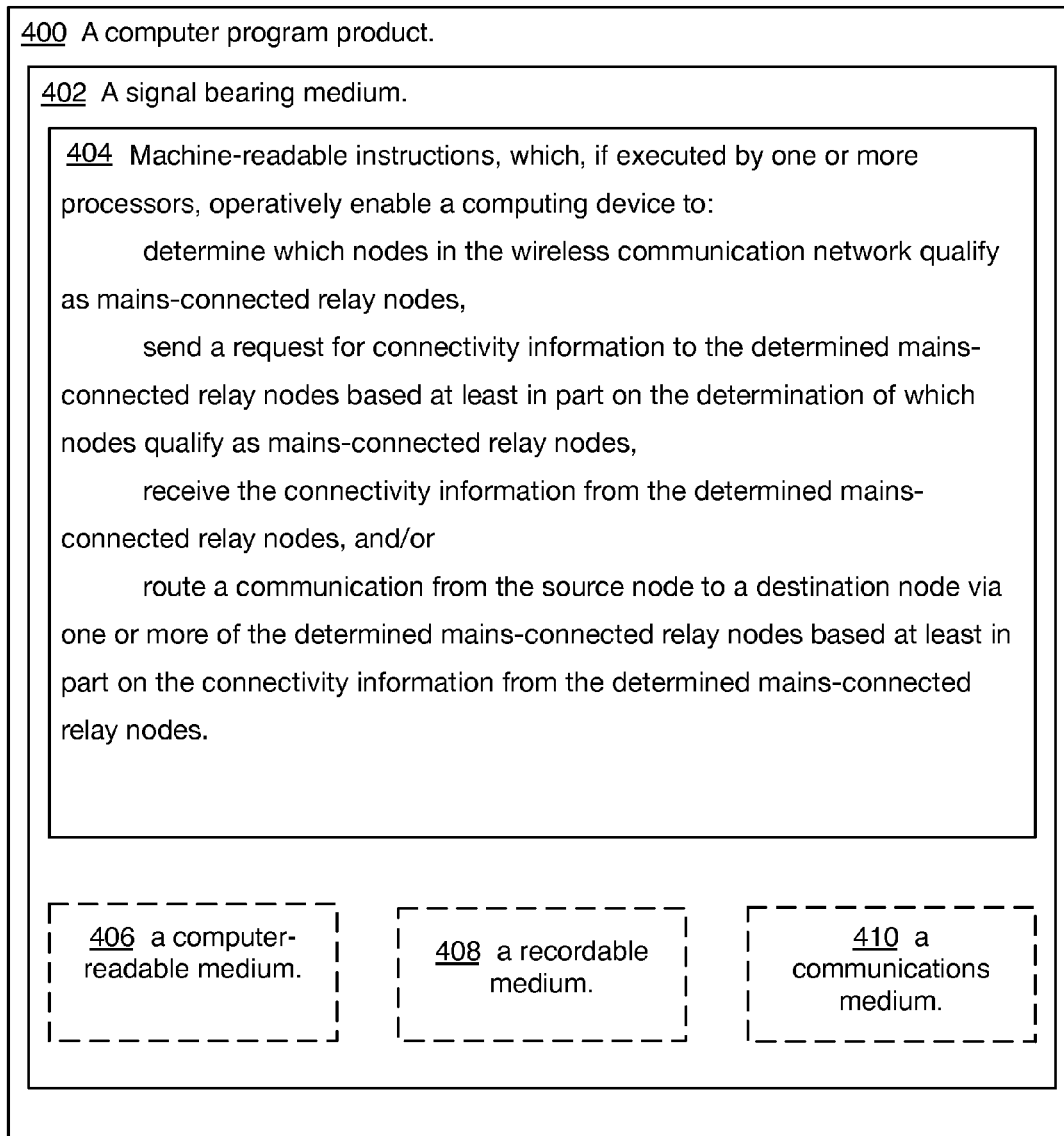 400 A computer program product.
402 A signal bearing medium.
404 Machine-readable instructions, which, if executed by one or more
processors, operatively enable a computing device to:
determine which nodes in the wireless communication network qualify
as mains-connected relay nodes,
send a request for connectivity information to the determined mains-
connected relay nodes based at least in part on the determination of which
nodes qualify as mains-connected relay nodes,
receive the connectivity information from the determined mains-
connected relay nodes, and/or
route a communication from the source node to a destination node via
one or more of the determined mains-connected relay nodes based at least in
part on the connectivity information from the determined mains-connected
relay nodes.
406 a computer-
readable medium.
408 a recordable
medium.
410 a
communications
medium.